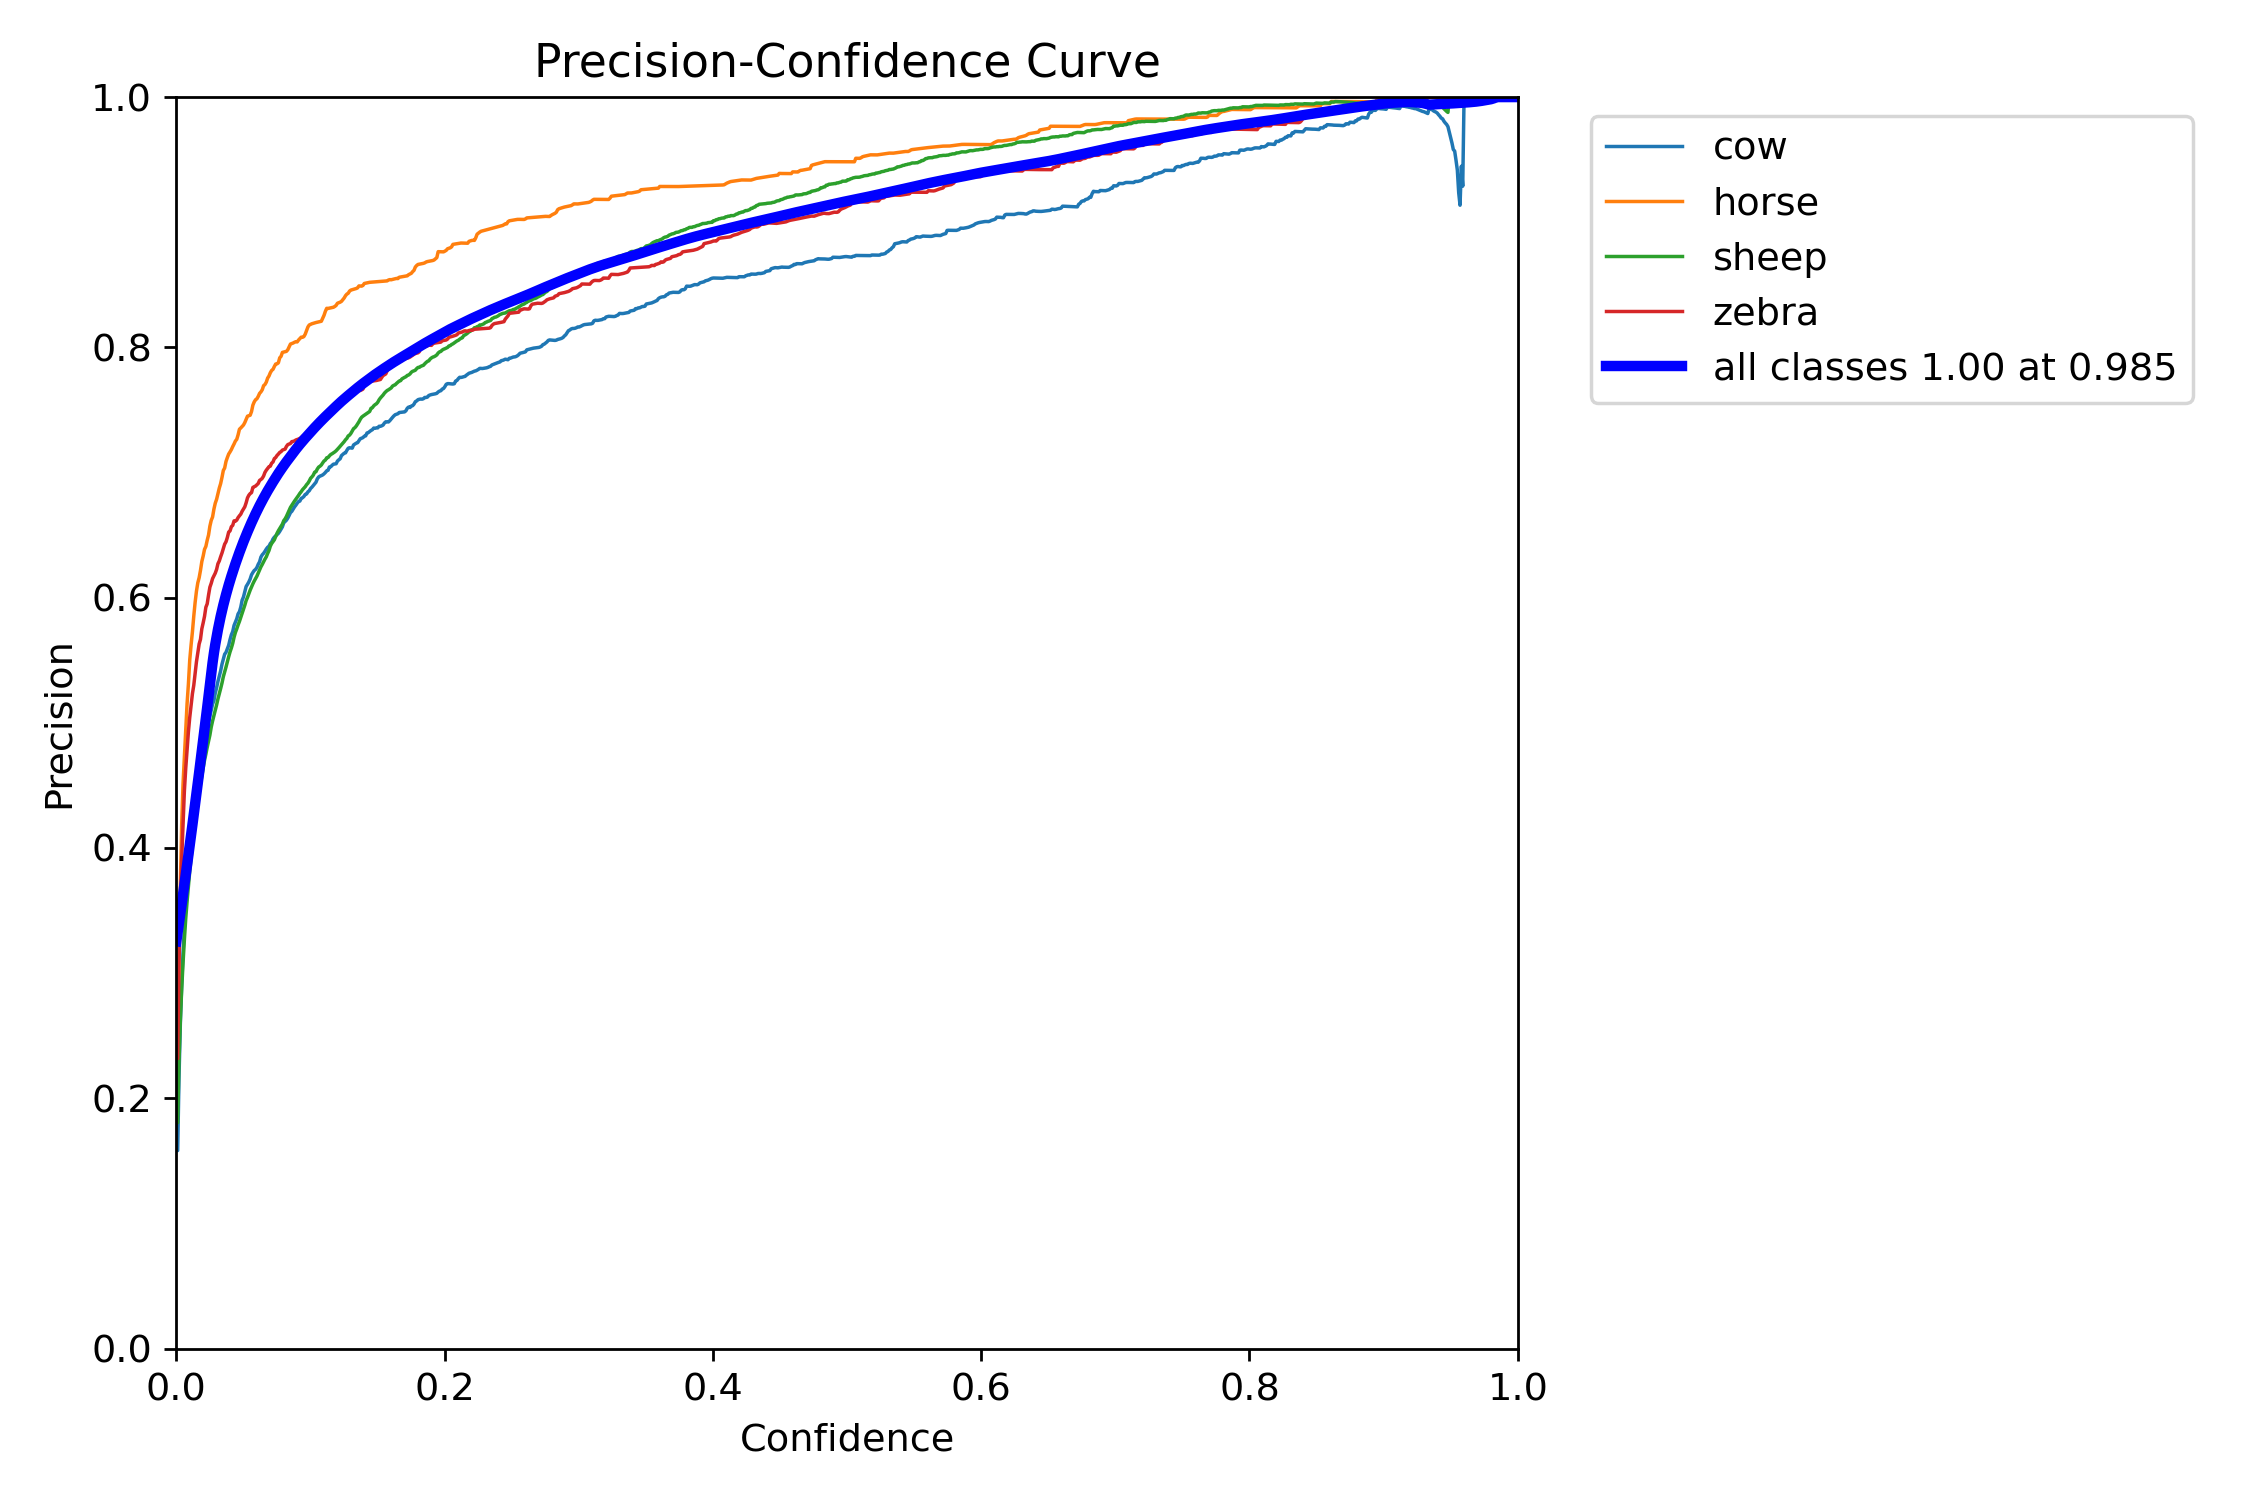 Precision-Confidence Curve
1.0
0.8
0.6
0.4
0.2
0.0
Precision
0.0 0.2 0.4 0.6 0.8 1.0
Confidence
cow
horse
sheep
zebra
all classes 1.00 at 0.985